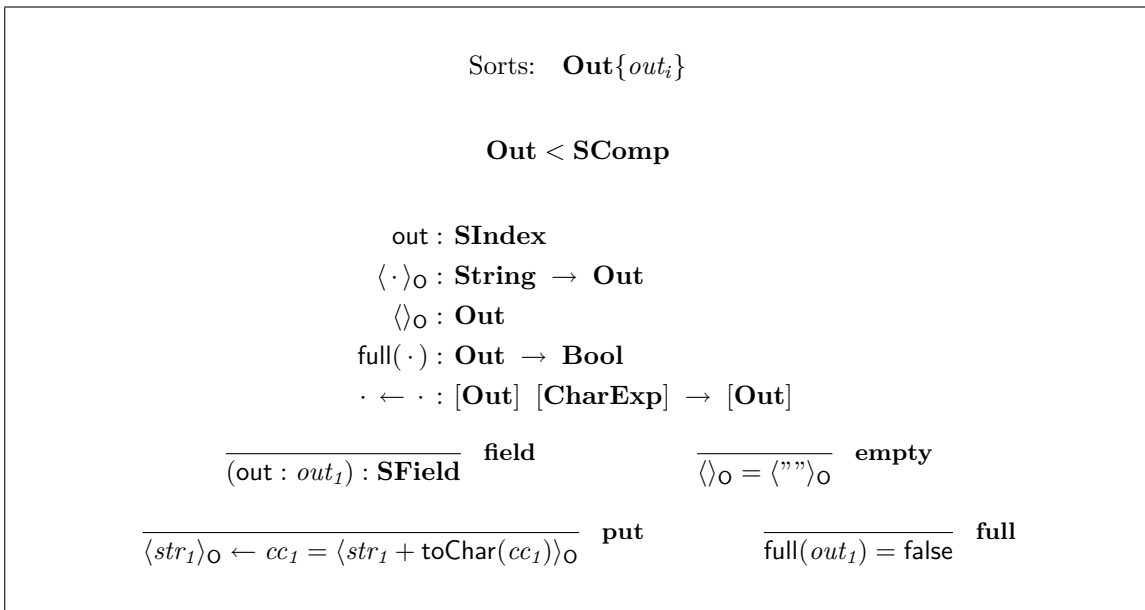 Sorts: Out{out_i}
Out < SComp
out : SIndex
⟨ · ⟩_O : String → Out
⟨⟩_O : Out
full( · ) : Out → Bool
· ← · : [Out] [CharExp] → [Out]
(out : out_1) : SField field
⟨⟩_O = ⟨””⟩_O empty
⟨str_1⟩_O ← cc_1 = ⟨str_1 + toChar(cc_1)⟩_O put
full(out_1) = false full